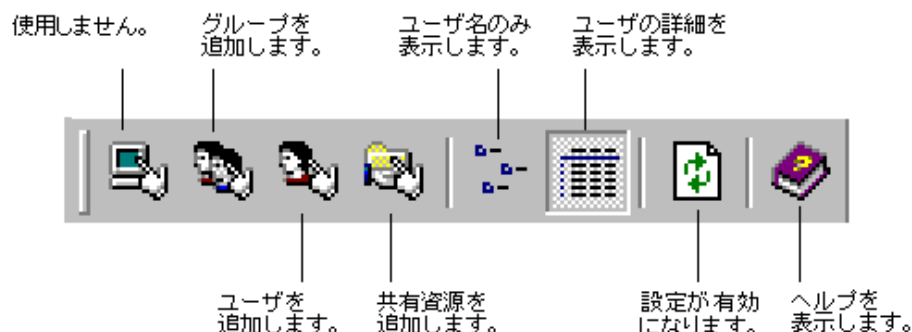 使用しません。
グループを
追加します。
ユーザ名のみ
表示します。
ユーザの詳細を
表示します。
ユーザを
追加します。
共有資源を
追加します。
設定が有効
になります。
ヘルプを
表示します。